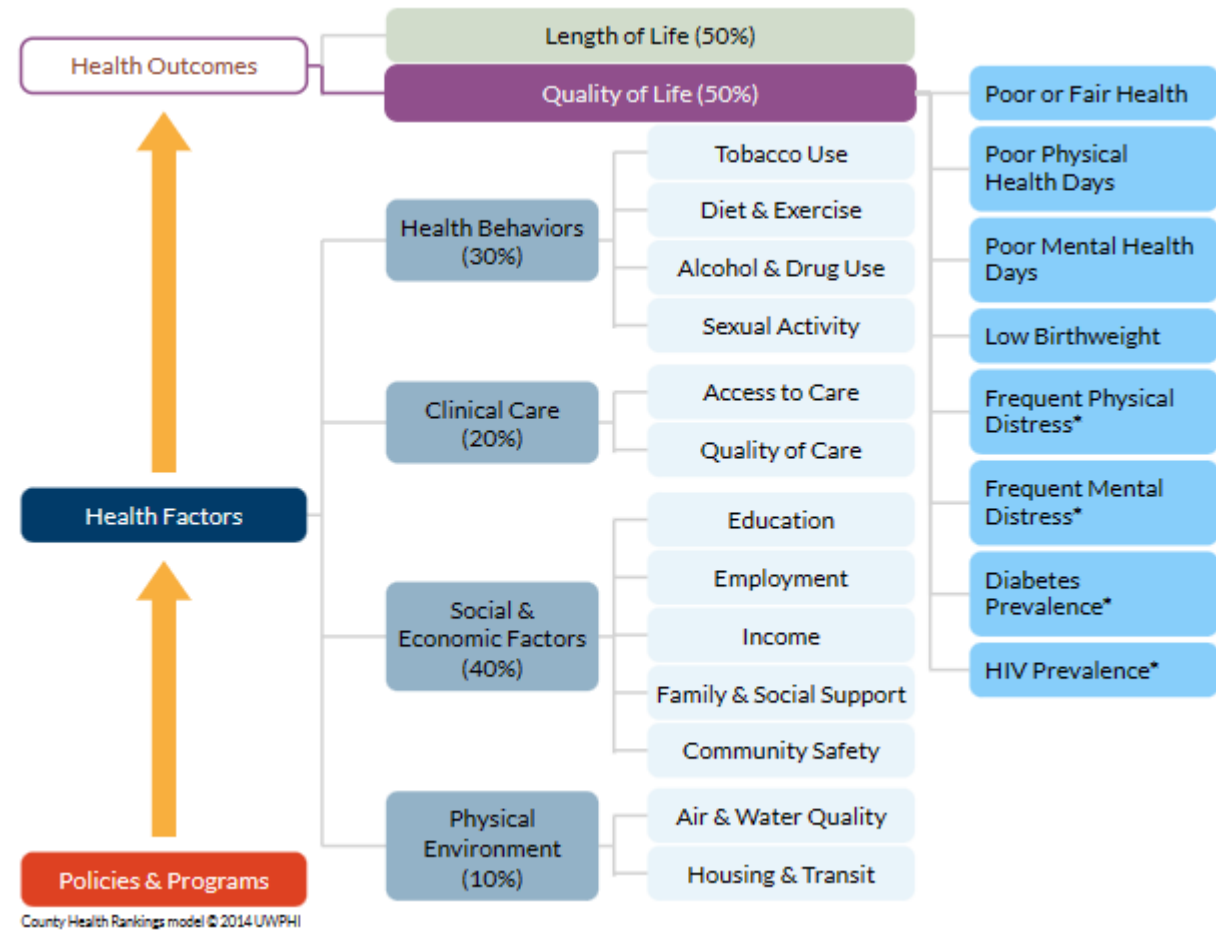 Health Outcomes
Length of Life (50%)
Quality of Life (50%)
Poor or Fair Health
Poor Physical
Health Days
Poor Mental Health
Days
Low Birthweight
Frequent Physical
Distress*
Frequent Mental
Distress*
Diabetes
Prevalence*
HIV Prevalence*
Health Factors
Health Behaviors
(30%)
Tobacco Use
Diet & Exercise
Alcohol & Drug Use
Sexual Activity
Clinical Care
(20%)
Access to Care
Quality of Care
Social &
Economic Factors
(40%)
Education
Employment
Income
Family & Social Support
Community Safety
Physical
Environment
(10%)
Air & Water Quality
Housing & Transit
Policies & Programs
County Health Rankings model © 2014 UWPHI